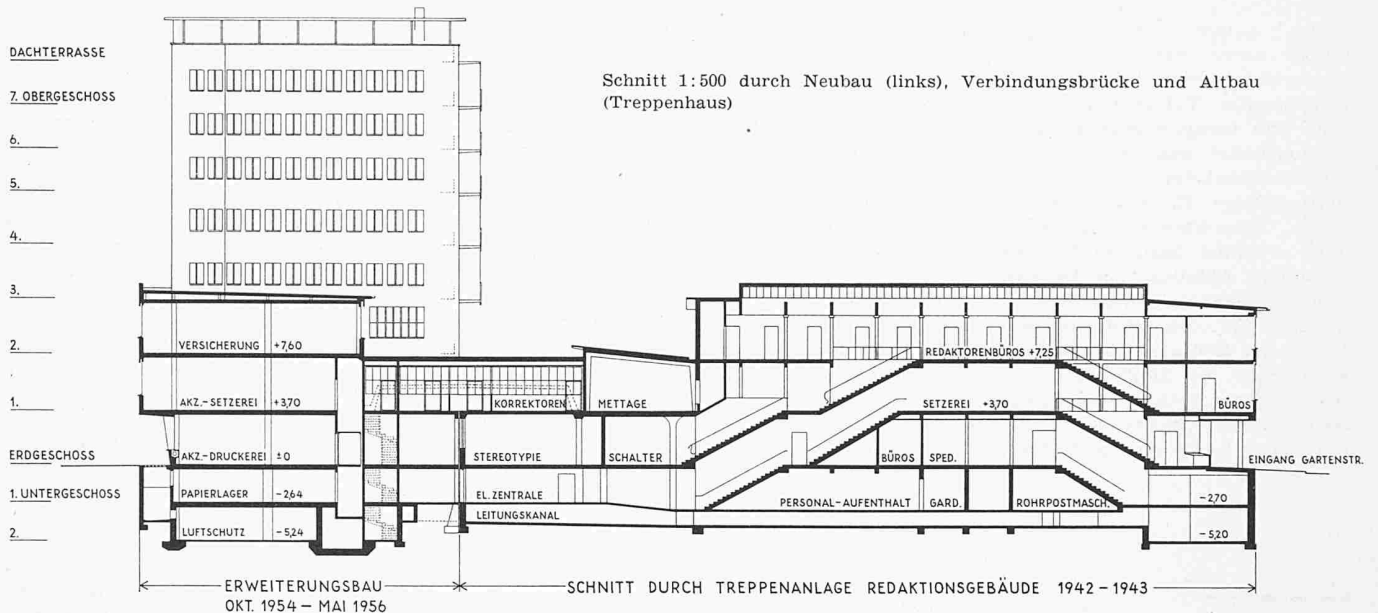 DACHTERRASSE
7. OBERGESCHOSS
6.
5.
4.
3.
2.
1.
ERDGESCHOSS
1. UNTERGESCHOSS
2.
Schnitt 1:500 durch Neubau (links), Verbindungsbrücke und Altbau
(Treppenhaus)
VERSICHERUNG +7,60
AKZ.-SETZEREI +3,70
AKZ.-DRUCKEREI ±0
PAPIERLAGER -2,64
LUFTSCHUTZ -5,24
KORREKTOREN
METTAGE
STEREOTYPIE
SCHALTER
EL. ZENTRALE
LEITUNGSKANAL
REDAKTORENBÜROS +7,25
SETZEREI +3,70
BÜROS
BÜROS
SPED.
EINGANG GARTENSTR.
PERSONAL-AUFENTHALT
GARD.
ROHRPOSTMASCH.
-2,70
-5,20
ERWEITERUNGSBAU
OKT. 1954 – MAI 1956
SCHNITT DURCH TREPPENANLAGE REDAKTIONSGEBÄUDE 1942-1943